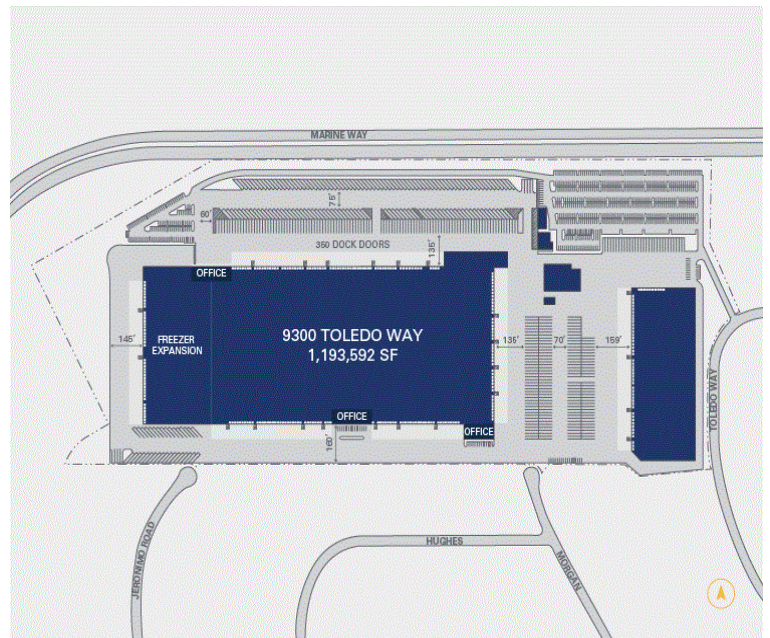 MARINE WAY
75'
60'
350 DOCK DOORS
135'
OFFICE
9300 TOLEDO WAY
1,193,592 SF
FREEZER
EXPANSION
145'
135'
70'
159'
TOLEDO WAY
OFFICE
OFFICE
160'
JERONIMO ROAD
HUGHES
MORGAN